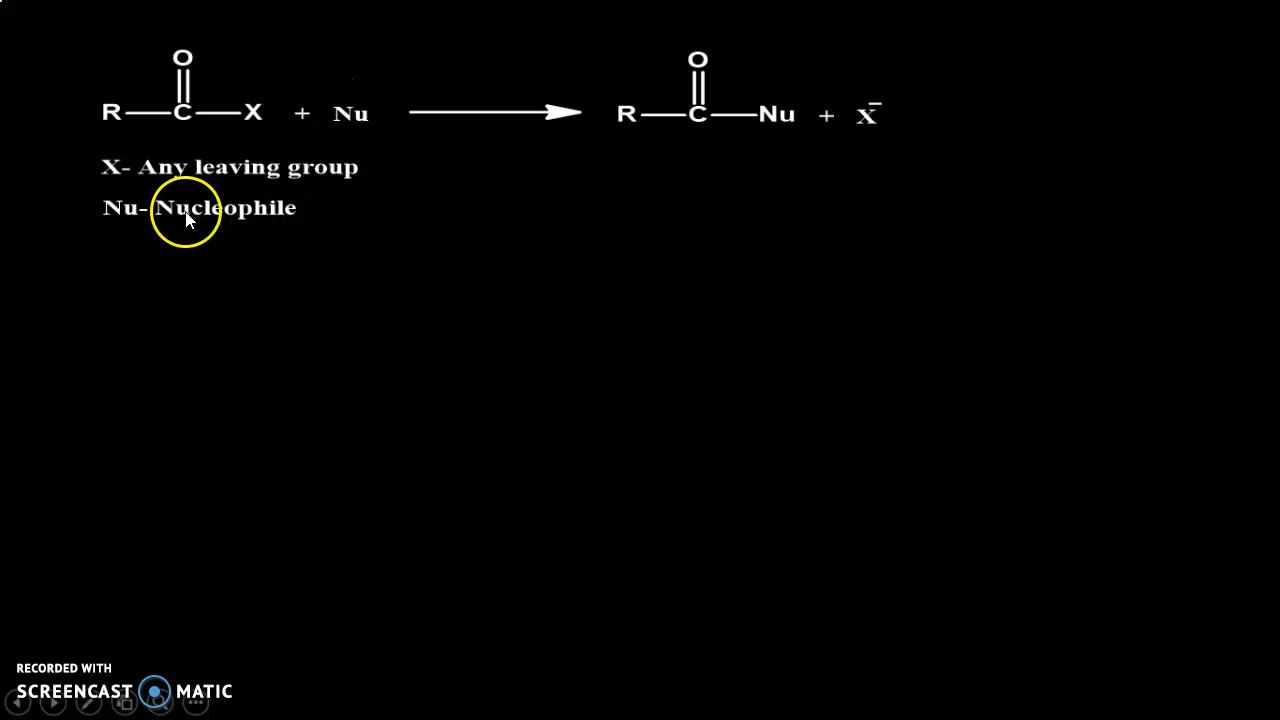 O O
R C X + Nu R C Nu + X⁻
X- Any leaving group
Nu- Nucleophile
RECORDED WITH
SCREENCAST MATIC